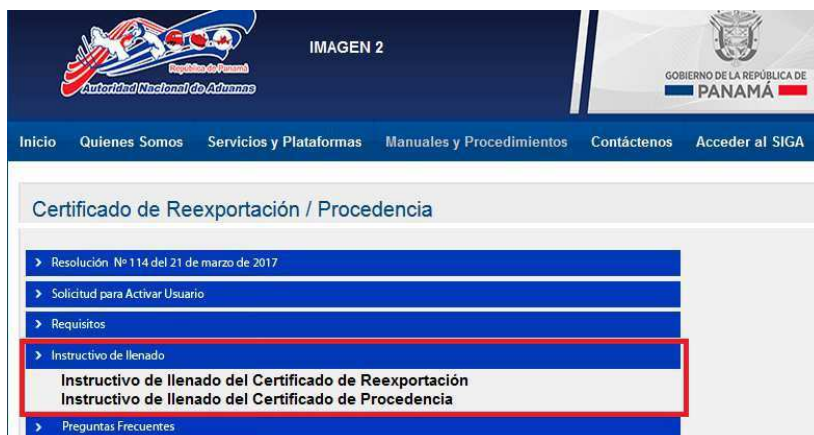 IMAGEN 2
República de Panamá
Autoridad Nacional de Aduanas
GOBIERNO DE LA REPÚBLICA DE
PANAMÁ
Inicio Quienes Somos Servicios y Plataformas Manuales y Procedimientos Contáctenos Acceder al SIGA
Certificado de Reexportación / Procedencia
> Resolución Nº 114 del 21 de marzo de 2017
> Solicitud para Activar Usuario
> Requisitos
> Instructivo de llenado
Instructivo de llenado del Certificado de Reexportación
Instructivo de llenado del Certificado de Procedencia
> Preguntas Frecuentes